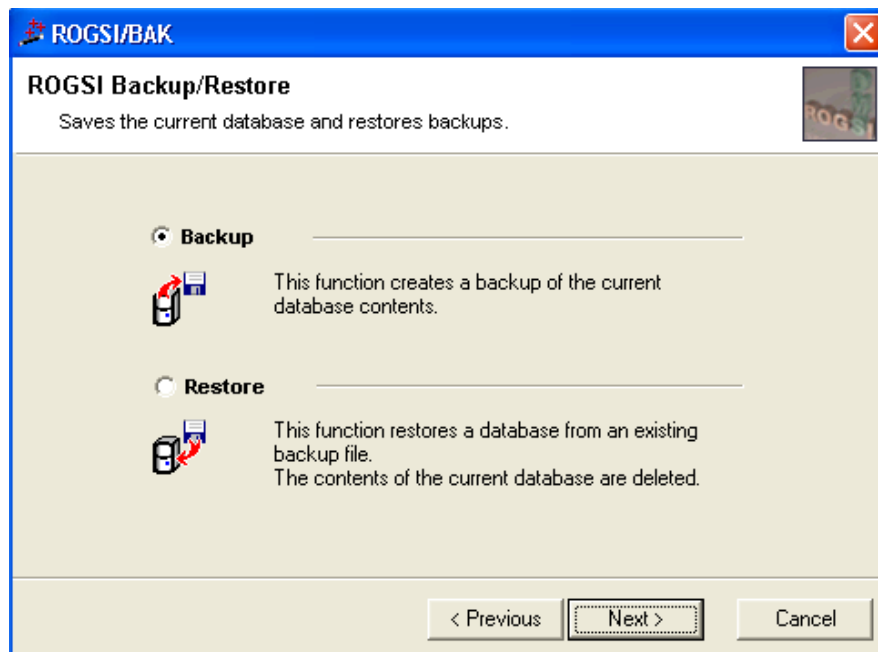 ROGSI/BAK
ROGSI Backup/Restore
Saves the current database and restores backups.
ROGSI
DMS
Backup
This function creates a backup of the current
database contents.
Restore
This function restores a database from an existing
backup file.
The contents of the current database are deleted.
< Previous
Next >
Cancel